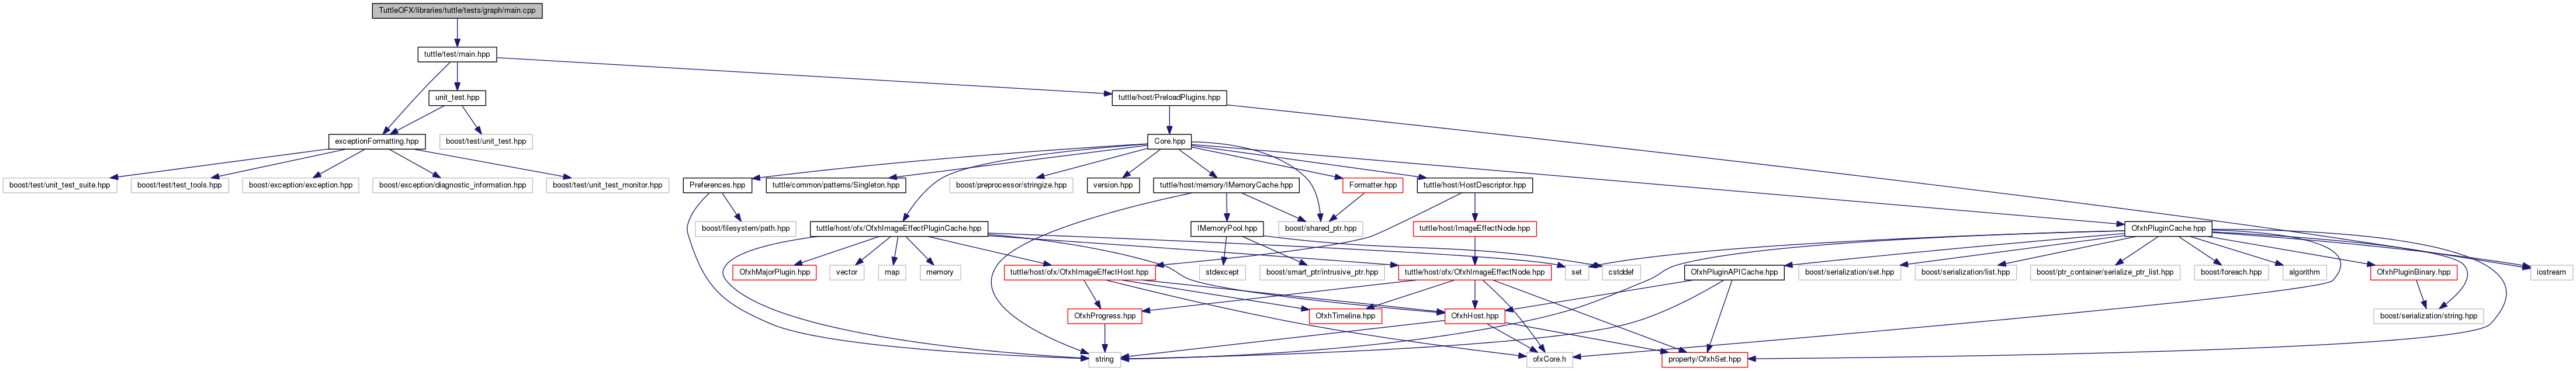 TuttleOFX/libraries/tuttle/tests/graph/main.cpp
tuttle/test/main.hpp
unit_test.hpp
tuttle/host/PreloadPlugins.hpp
exceptionFormatting.hpp
boost/test/unit_test.hpp
Core.hpp
boost/test/unit_test_suite.hpp
boost/test/test_tools.hpp
boost/exception/exception.hpp
boost/exception/diagnostic_information.hpp
boost/test/unit_test_monitor.hpp
Preferences.hpp
tuttle/common/patterns/Singleton.hpp
boost/preprocessor/stringize.hpp
version.hpp
tuttle/host/memory/IMemoryCache.hpp
Formatter.hpp
tuttle/host/HostDescriptor.hpp
boost/filesystem/path.hpp
tuttle/host/ofx/OfxhImageEffectPluginCache.hpp
IMemoryPool.hpp
boost/shared_ptr.hpp
tuttle/host/ImageEffectNode.hpp
OfxhPluginCache.hpp
OfxhMajorPlugin.hpp
vector
map
memory
tuttle/host/ofx/OfxhImageEffectHost.hpp
stdexcept
boost/smart_ptr/intrusive_ptr.hpp
tuttle/host/ofx/OfxhImageEffectNode.hpp
set
cstddef
OfxhPluginAPICache.hpp
boost/serialization/set.hpp
boost/serialization/list.hpp
boost/ptr_container/serialize_ptr_list.hpp
boost/foreach.hpp
algorithm
OfxhPluginBinary.hpp
iostream
OfxhProgress.hpp
OfxhTimeline.hpp
OfxhHost.hpp
boost/serialization/string.hpp
string
ofxCore.h
property/OfxhSet.hpp